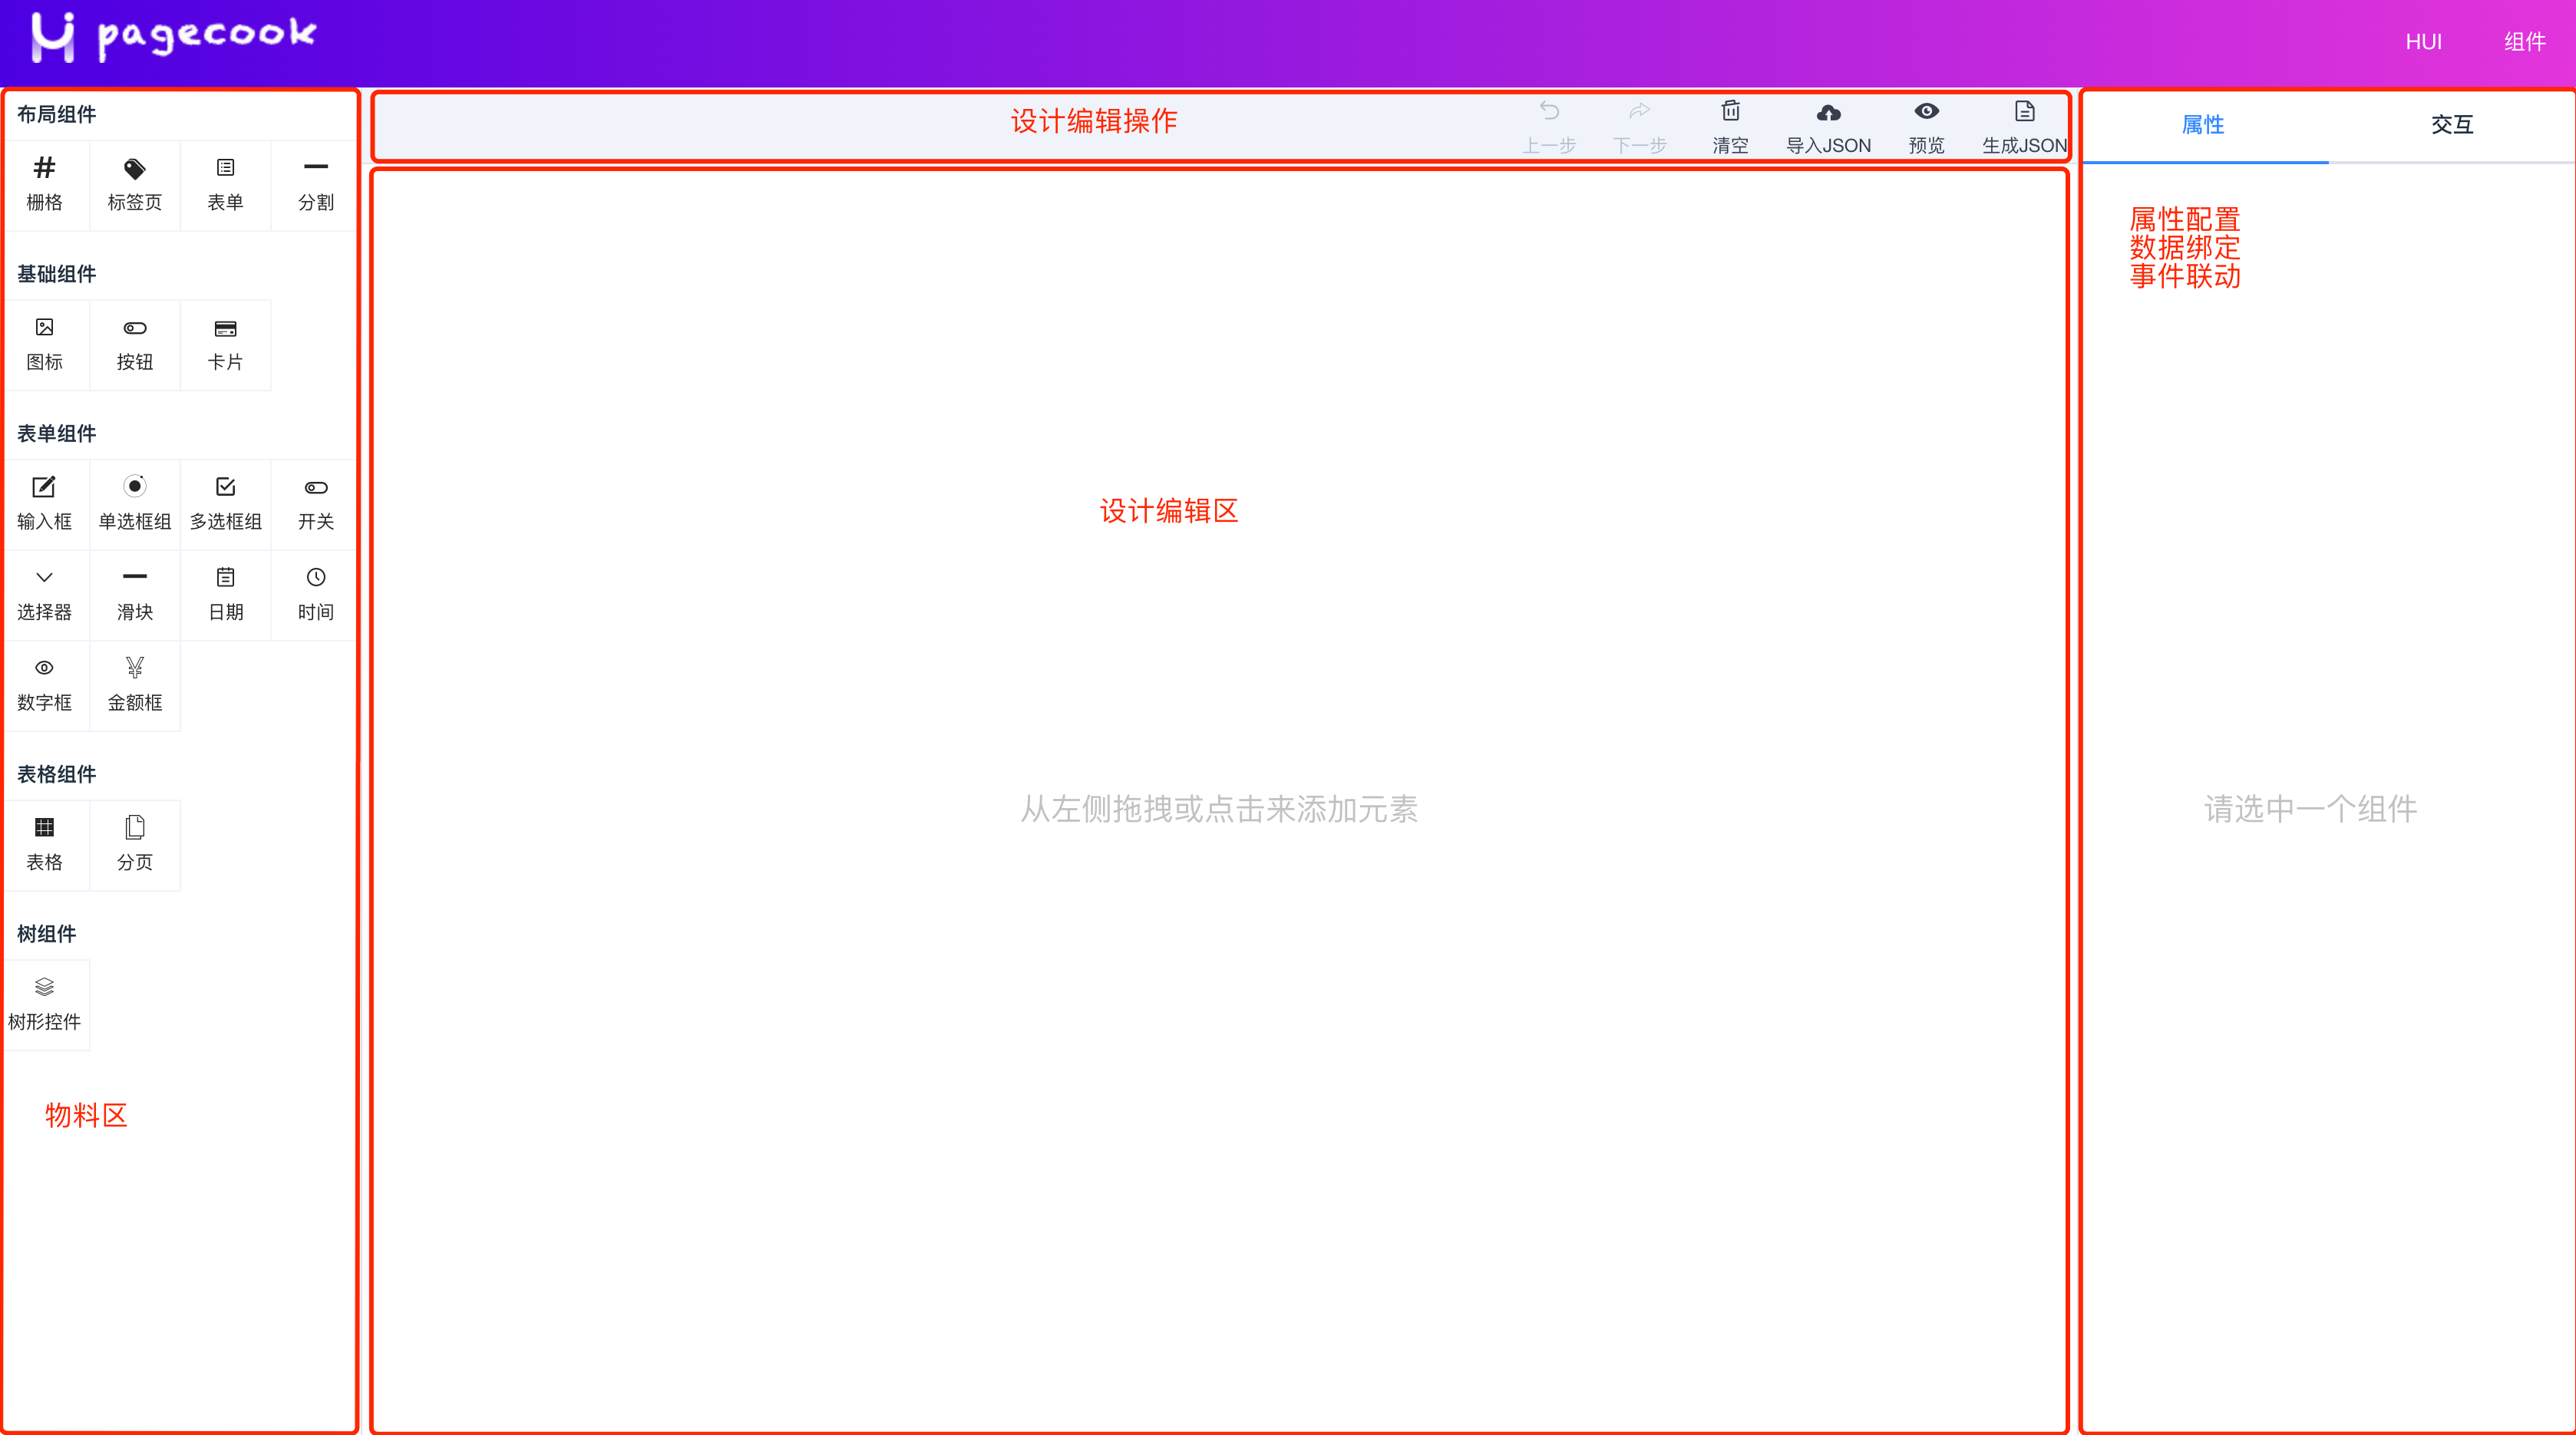 pagecook
HUI 组件
布局组件
栅格 标签页 表单 分割
基础组件
图标 按钮 卡片
表单组件
输入框 单选框组 多选框组 开关
选择器 滑块 日期 时间
数字框 金额框
表格组件
表格 分页
树组件
树形控件
物料区
设计编辑操作
上一步 下一步 清空 导入JSON 预览 生成JSON
设计编辑区
从左侧拖拽或点击来添加元素
属性 交互
属性配置
数据绑定
事件联动
请选中一个组件